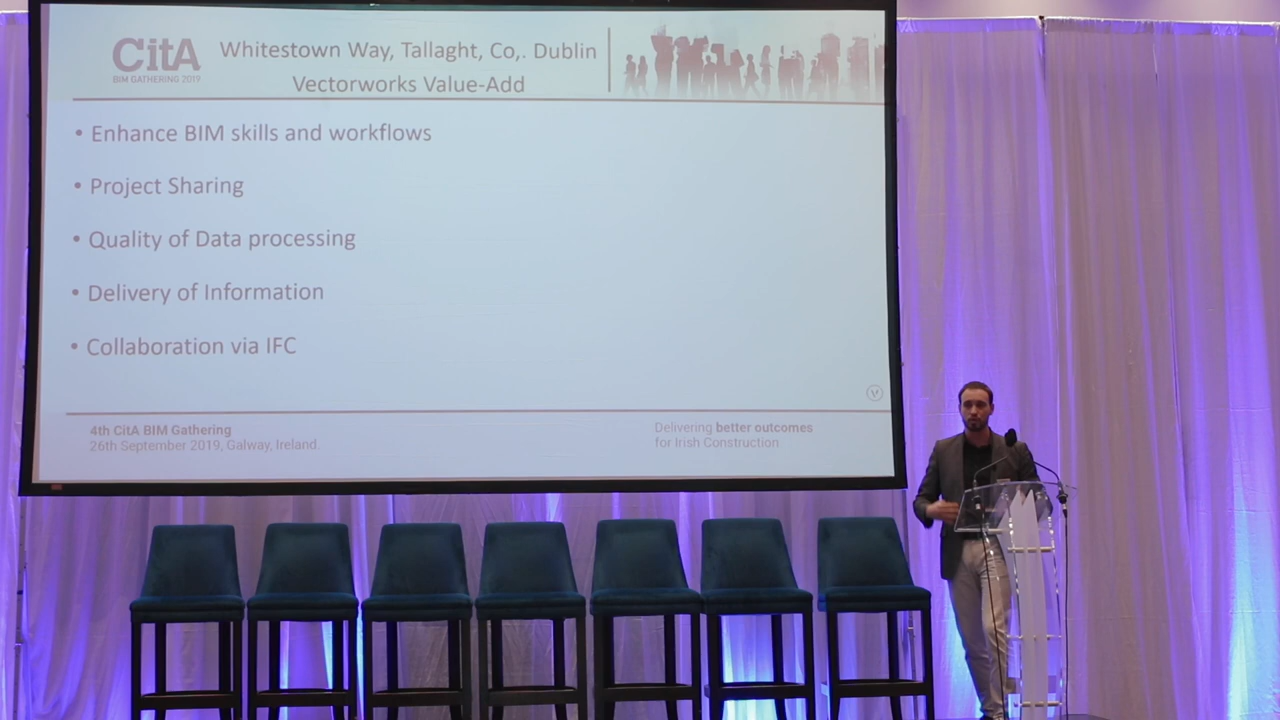 CitA
BIM GATHERING 2019
Whitestown Way, Tallaght, Co,. Dublin
Vectorworks Value-Add
• Enhance BIM skills and workflows
• Project Sharing
• Quality of Data processing
• Delivery of Information
• Collaboration via IFC
V
4th CitA BIM Gathering
26th September 2019, Galway, Ireland.
Delivering better outcomes
for Irish Construction